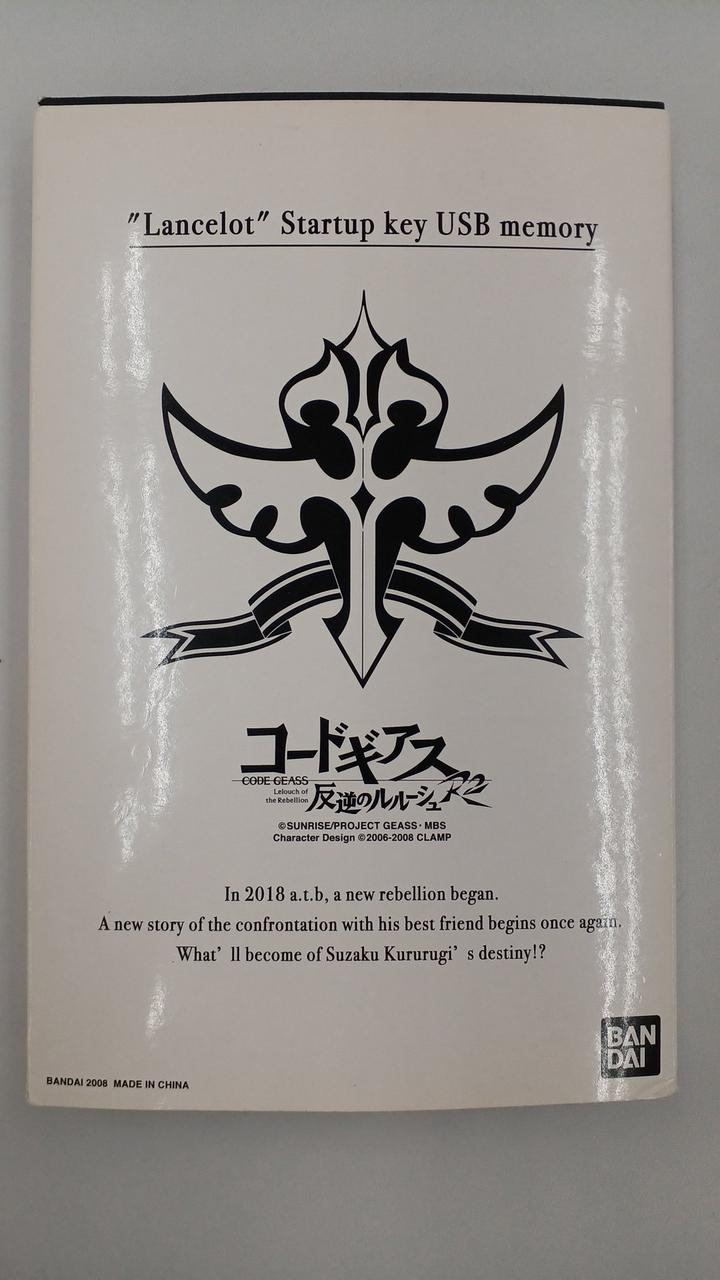 "Lancelot" Startup key USB memory
コードギアス
CODE GEASS
Lelouch of
the Rebellion
反逆のルルーシュ R2
©SUNRISE/PROJECT GEASS・MBS
Character Design ©2006-2008 CLAMP
In 2018 a.t.b, a new rebellion began.
A new story of the confrontation with his best friend begins once again.
What’ ll become of Suzaku Kururugi’ s destiny!?
BAN
DAI
BANDAI 2008 MADE IN CHINA